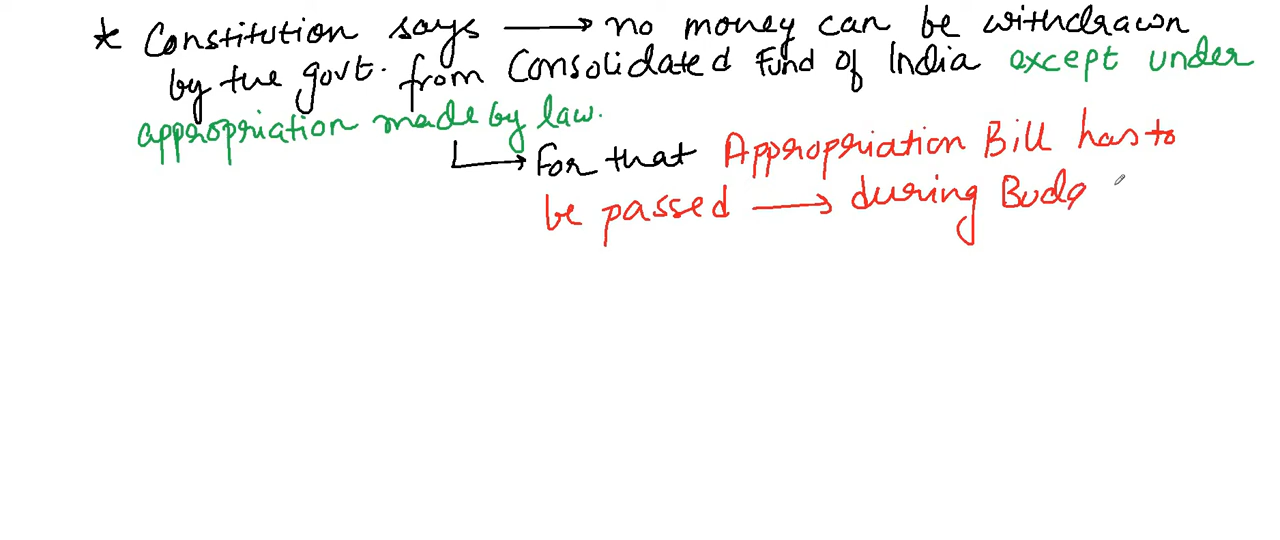 * Constitution says → no money can be withdrawn
by the govt. from Consolidated Fund of India except under
appropriation made by law.
↳ For that Appropriation Bill has to
be passed → during Budg